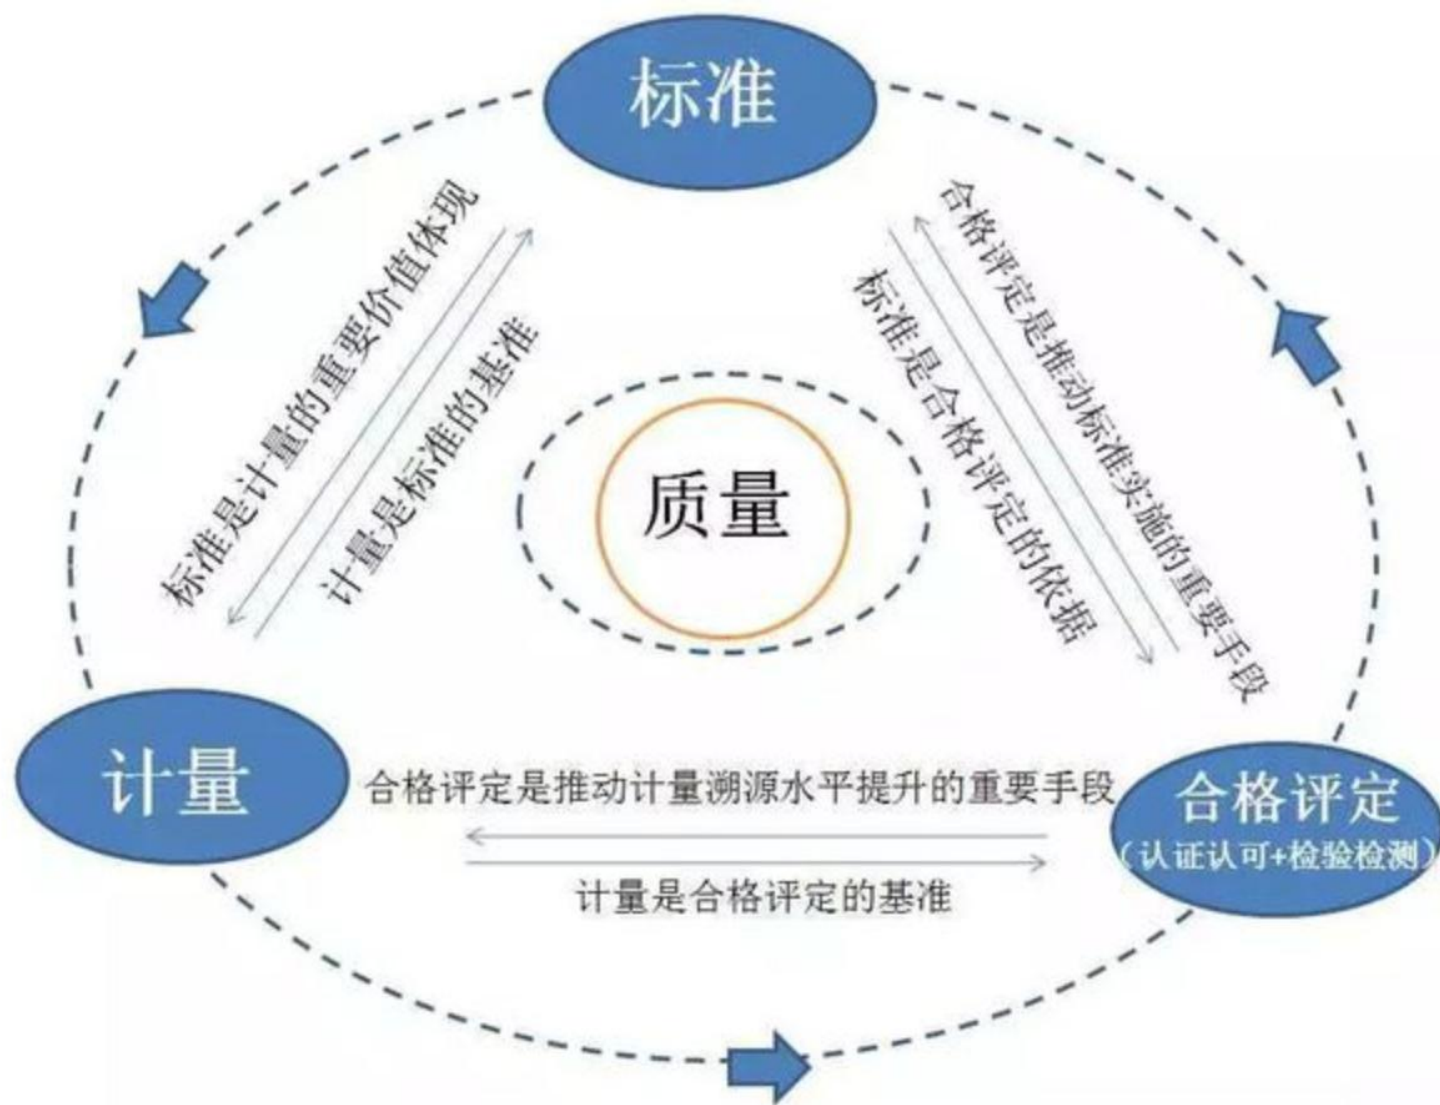 标准
标准是计量的重要价值体现
计量是标准的基准
合格评定是推动标准实施的重要手段
标准是合格评定的依据
质量
计量
合格评定是推动计量溯源水平提升的重要手段
计量是合格评定的基准
合格评定
（认证认可+检验检测）